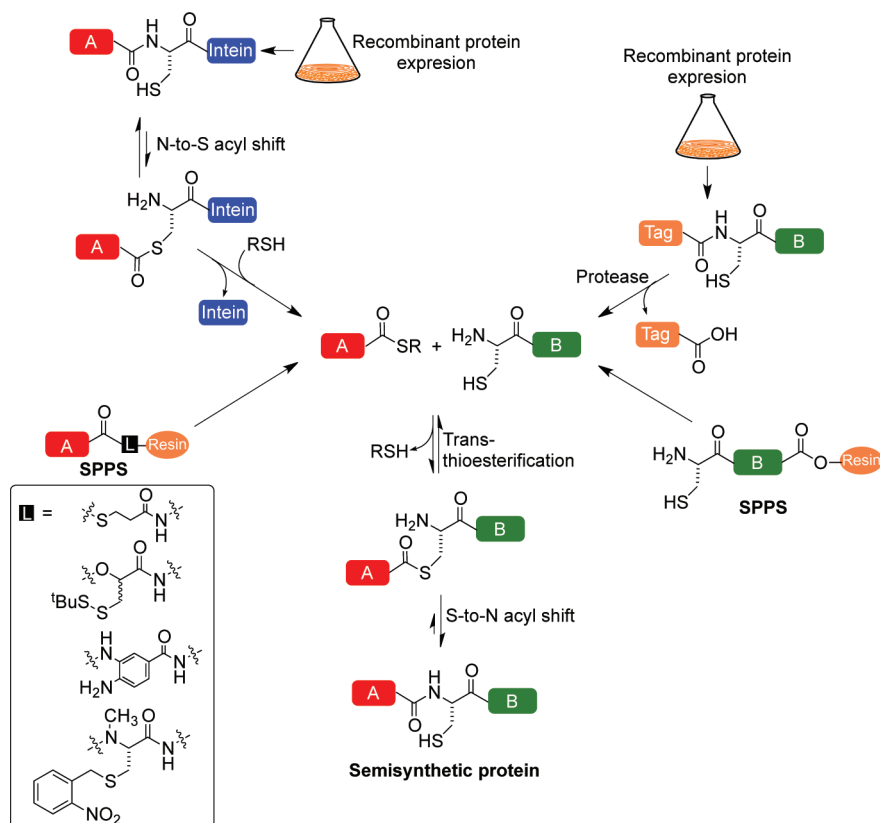 A
O
H
N
O
HS
Intein
Recombinant protein
expresion
N-to-S acyl shift
H2N
O
Intein
A
S
O
RSH
Intein
Recombinant protein
expresion
Tag
O
H
N
O
HS
B
Protease
Tag
OH
O
A
O
SR
+
H2N
O
HS
B
A
O
L
Resin
SPPS
RSH
Trans-
thioesterification
H2N
O
HS
B
O
O
Resin
SPPS
L =
S
O
N
H
O
O
N
H
tBuS
S
H
N
H2N
O
N
H
CH3
N
O
N
H
S
NO2
H2N
O
B
A
O
S
S-to-N acyl shift
A
O
H
N
O
HS
B
Semisynthetic protein